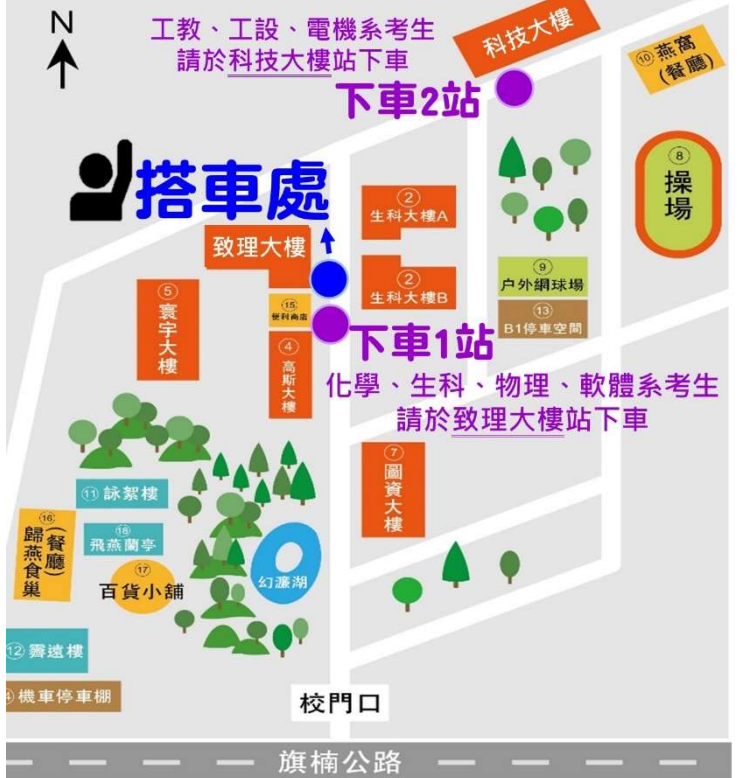 N
工教、工設、電機系考生
請於科技大樓站下車
下車2站
科技大樓
⑩燕窩
(餐廳)
⑧
操場
搭車處
②
生科大樓A
致理大樓
②
生科大樓B
⑨
户外網球場
⑬
B1停車空間
⑤
寰宇大樓
⑮
便利商店
④
高斯大樓
下車1站
化學、生科、物理、軟體系考生
請於致理大樓站下車
⑦
圖資大樓
⑪詠絮樓
⑯
(餐廳)
歸燕食巢
⑱
飛燕蘭亭
⑰
百貨小舖
幻濂湖
⑫霽遠樓
機車停車棚
校門口
旗楠公路